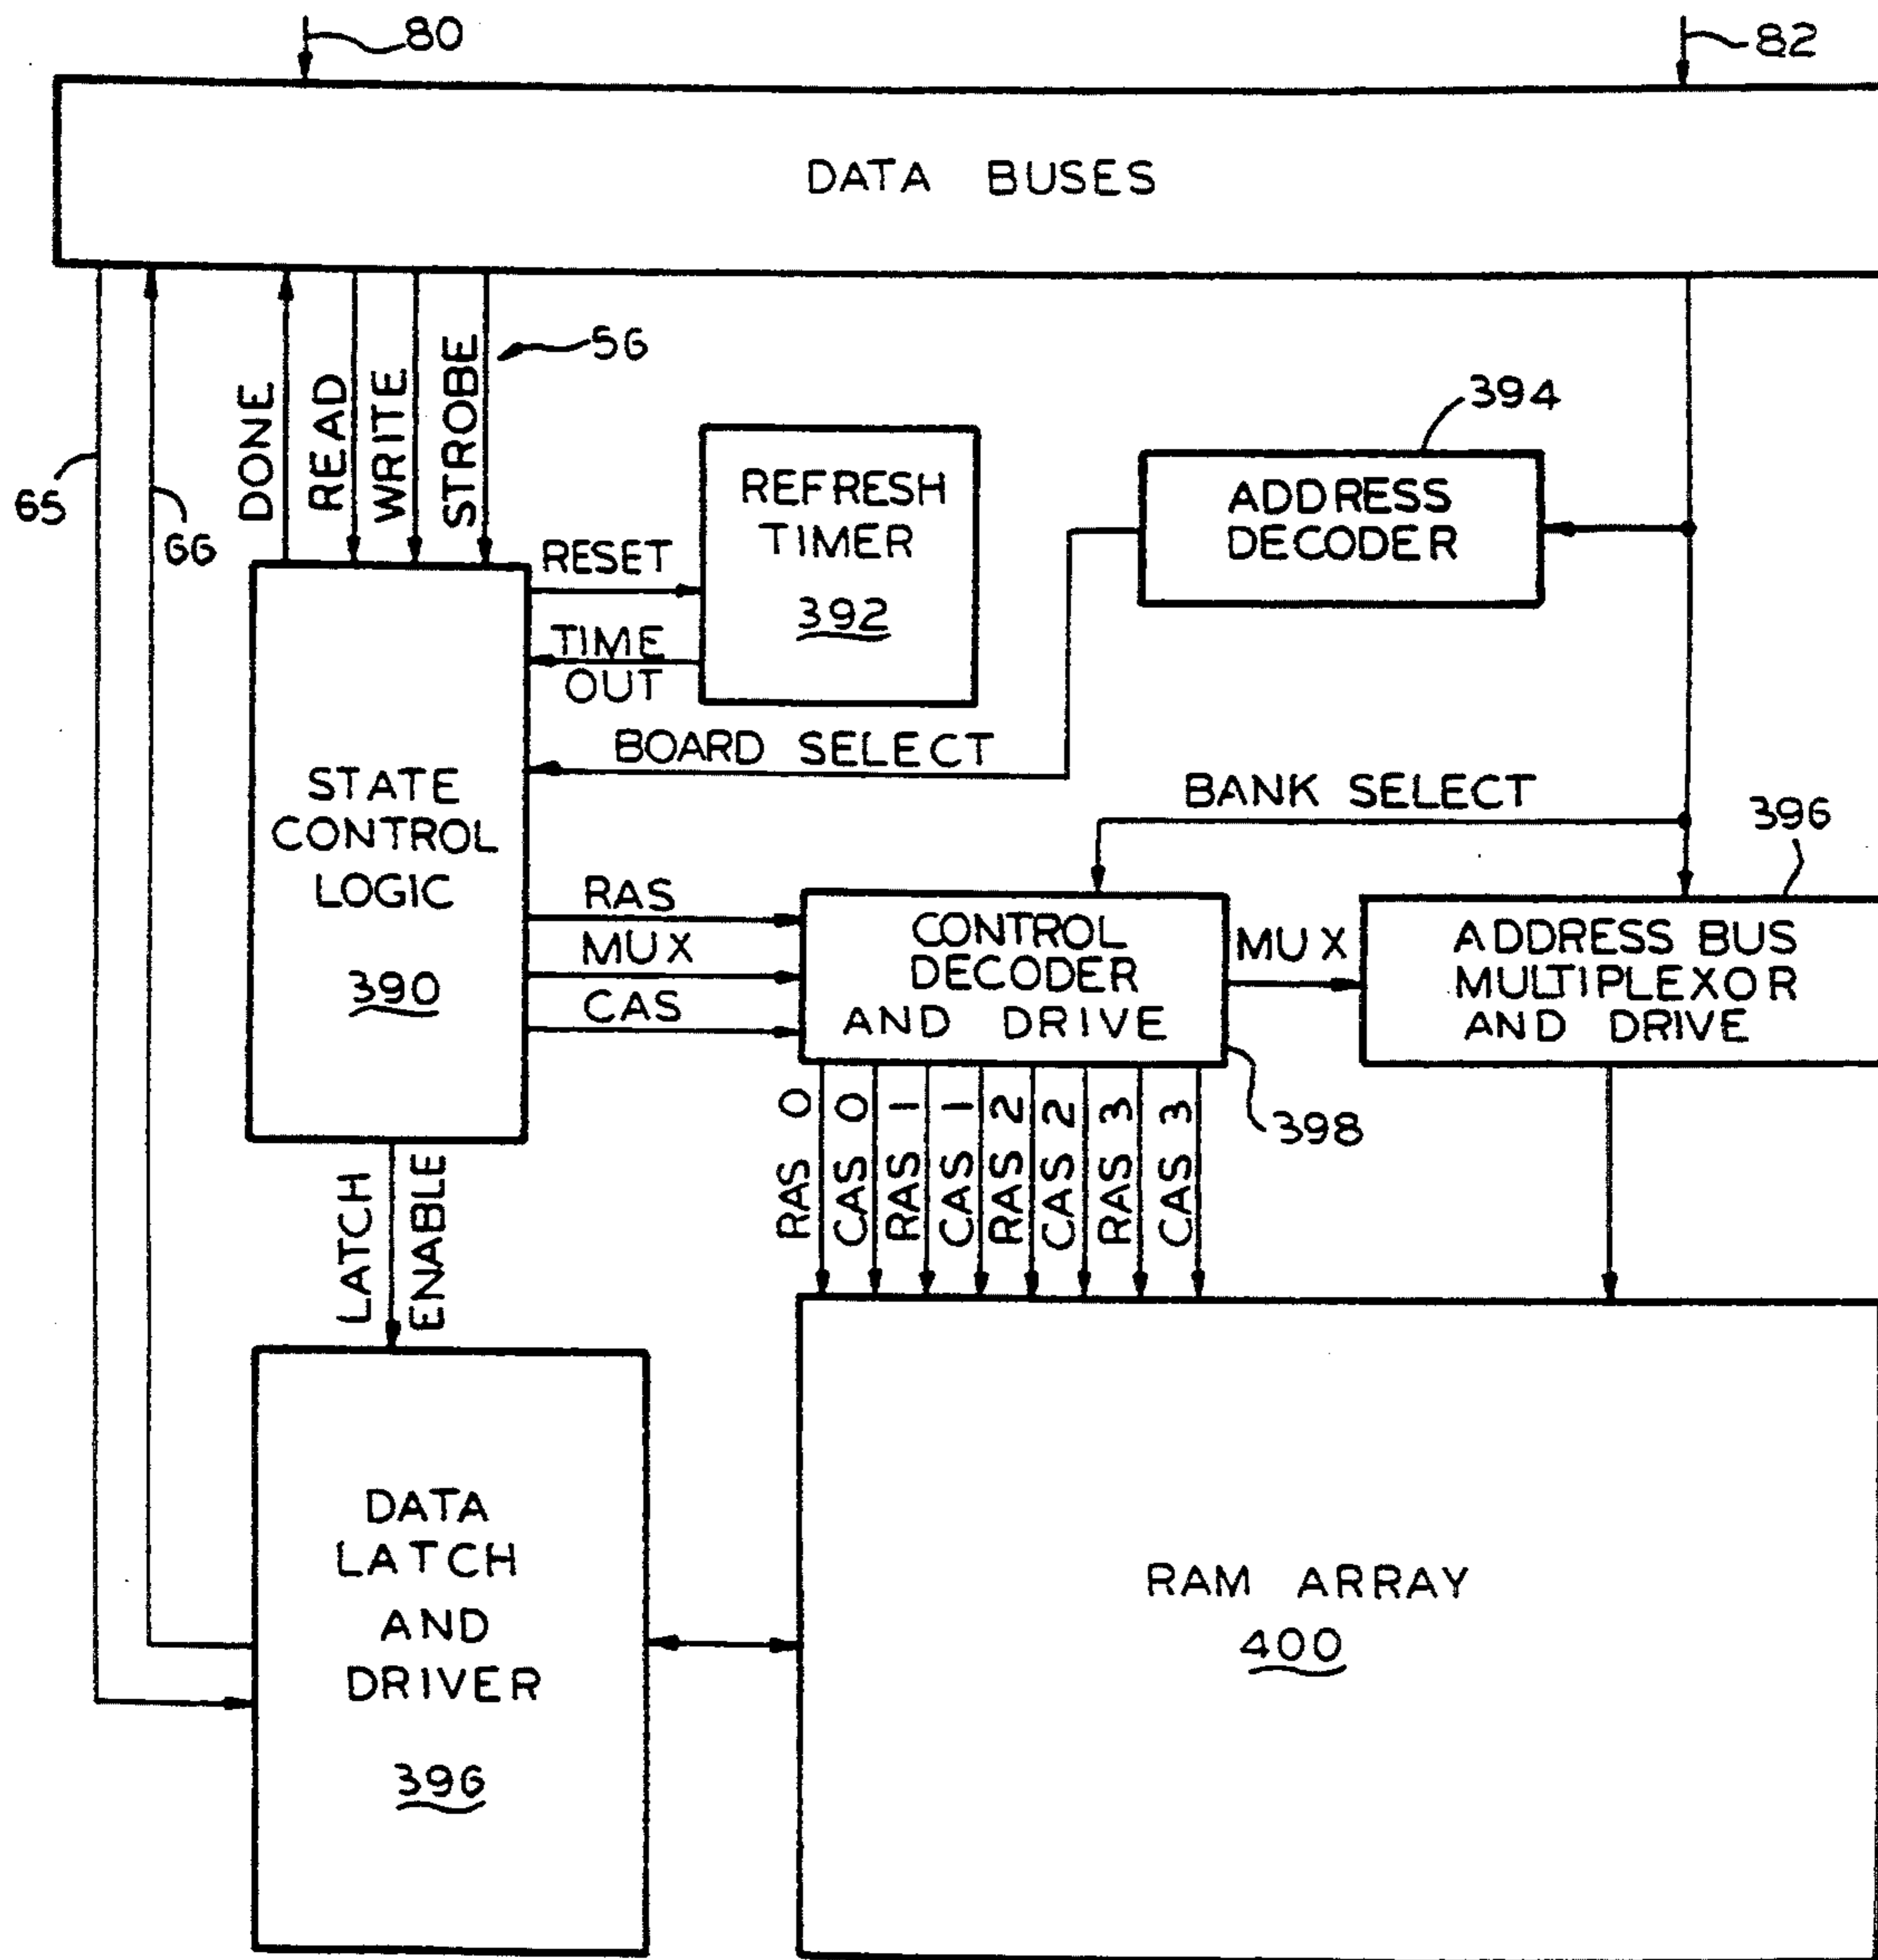 80
82
DATA BUSES
65
66
DONE
READ
WRITE
STROBE
56
394
REFRESH
TIMER
392
ADDRESS
DECODER
RESET
TIME
OUT
BOARD SELECT
BANK SELECT
396
STATE
CONTROL
LOGIC
390
RAS
MUX
CAS
CONTROL
DECODER
AND DRIVE
MUX
ADDRESS BUS
MULTIPLEXOR
AND DRIVE
398
RAS 0
CAS 0
RAS 1
CAS 1
RAS 2
CAS 2
RAS 3
CAS 3
LATCH
ENABLE
DATA
LATCH
AND
DRIVER
396
RAM ARRAY
400